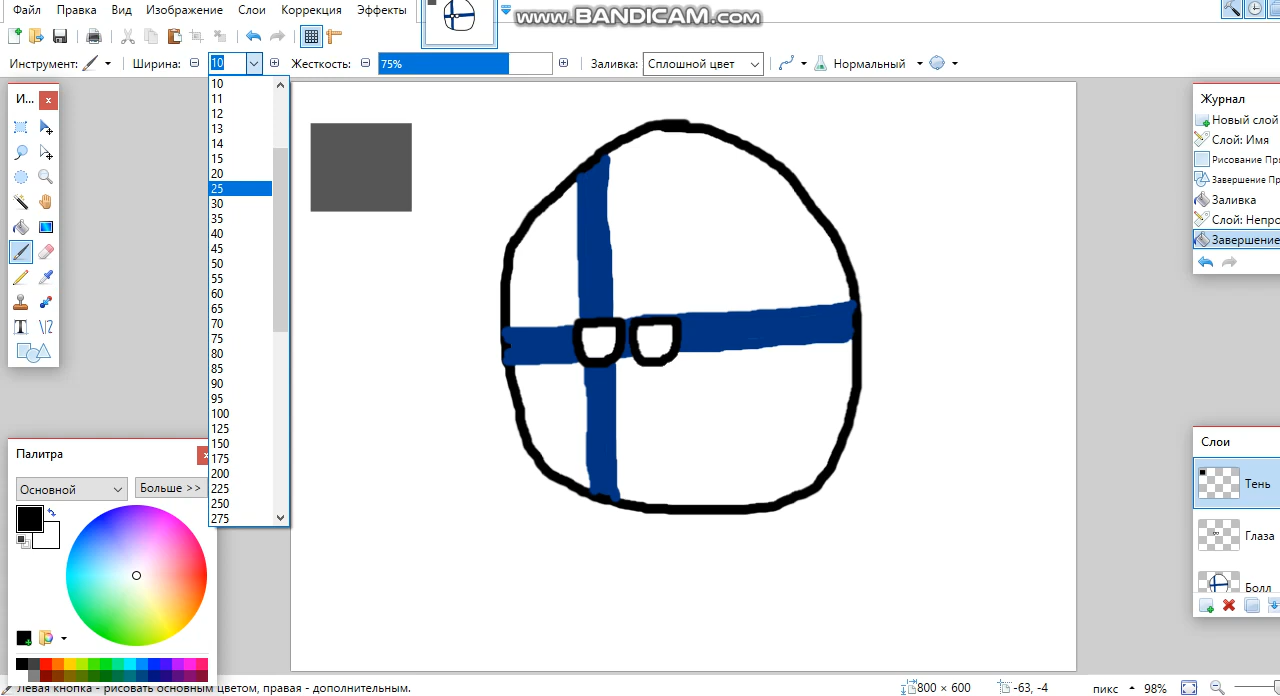 Файл Правка Вид Изображение Слои Коррекция Эффекты
www.BANDICAM.com
Инструмент: Ширина: 10 Жесткость: 75% Заливка: Сплошной цвет Нормальный
И...
10
11
12
13
14
15
20
25
30
35
40
45
50
55
60
65
70
75
80
85
90
95
100
125
150
175
200
225
250
275
Журнал
Новый слой
Слой: Имя
Рисование Пр
Завершение Пр
Заливка
Слой: Непро
Завершение
Палитра
Основной Больше >>
Слои
Тень
Глаза
Болл
Левая кнопка - рисовать основным цветом, правая - дополнительным.
800 × 600 -63, -4 пикс 98%